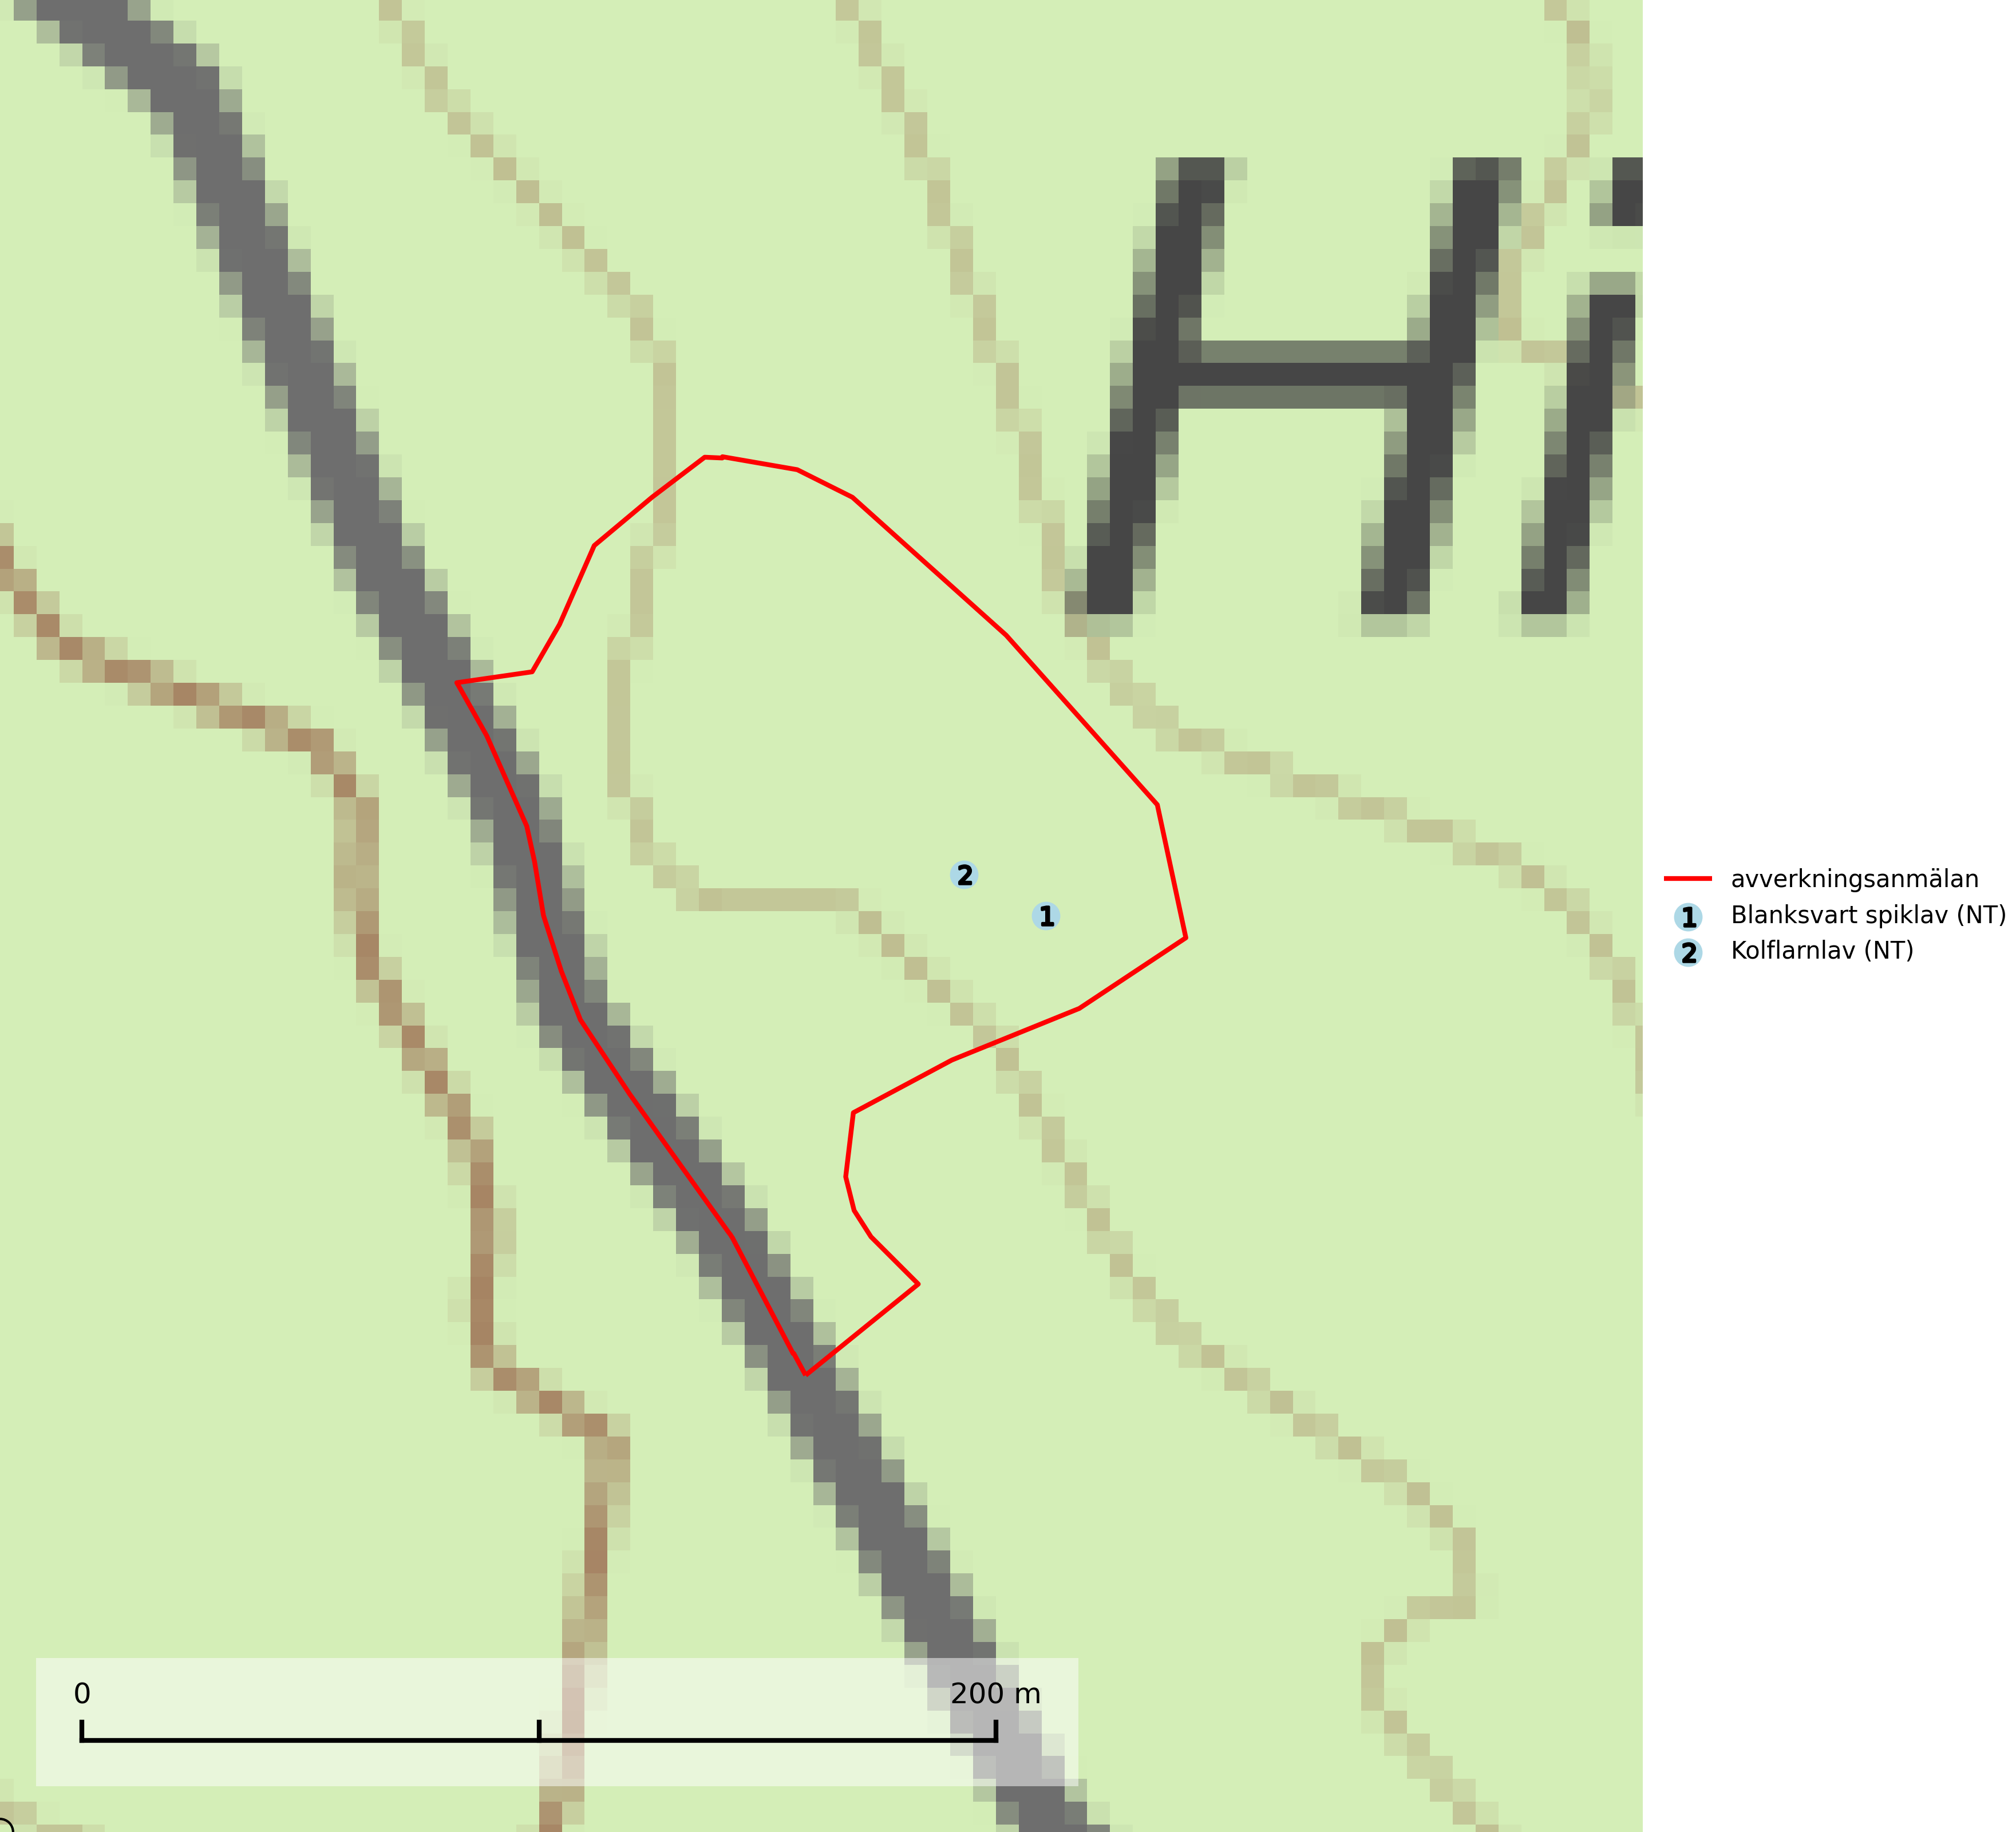 H
2
1
avverkningsanmälan
1 Blanksvart spiklav (NT)
2 Kolflarnlav (NT)
0 200 m